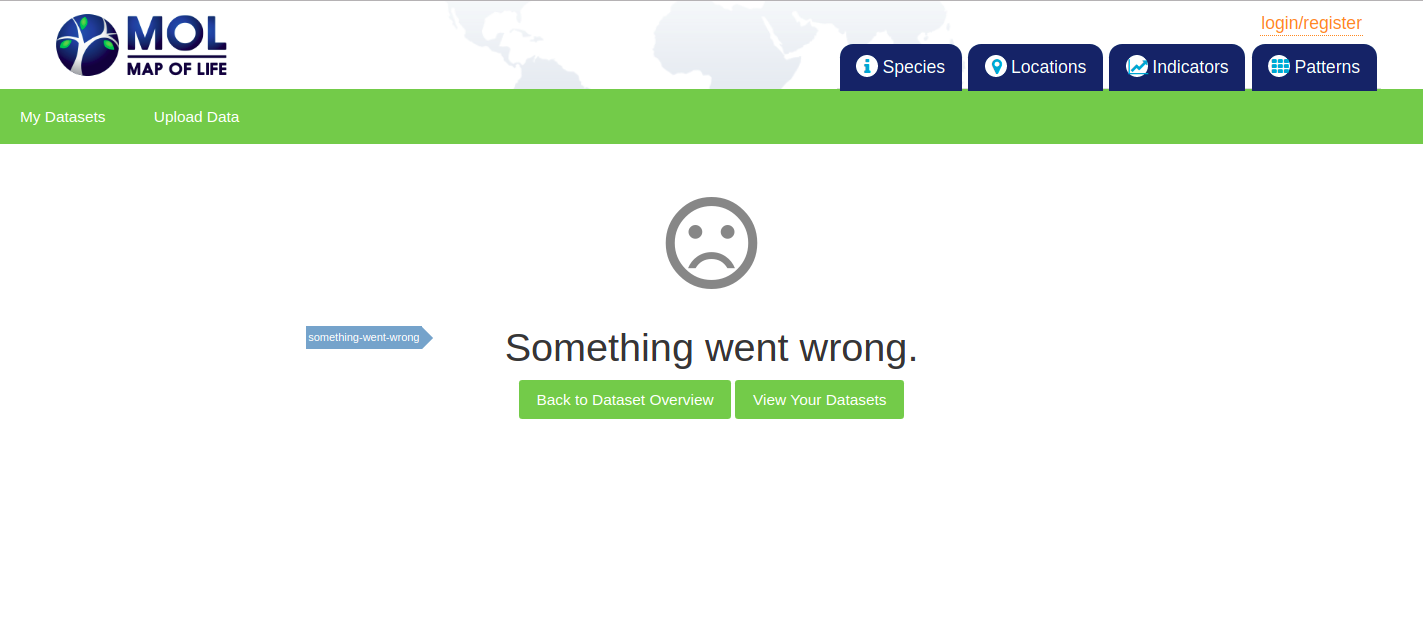 MOL
MAP OF LIFE
login/register
Species
Locations
Indicators
Patterns
My Datasets
Upload Data
something-went-wrong
Something went wrong.
Back to Dataset Overview
View Your Datasets